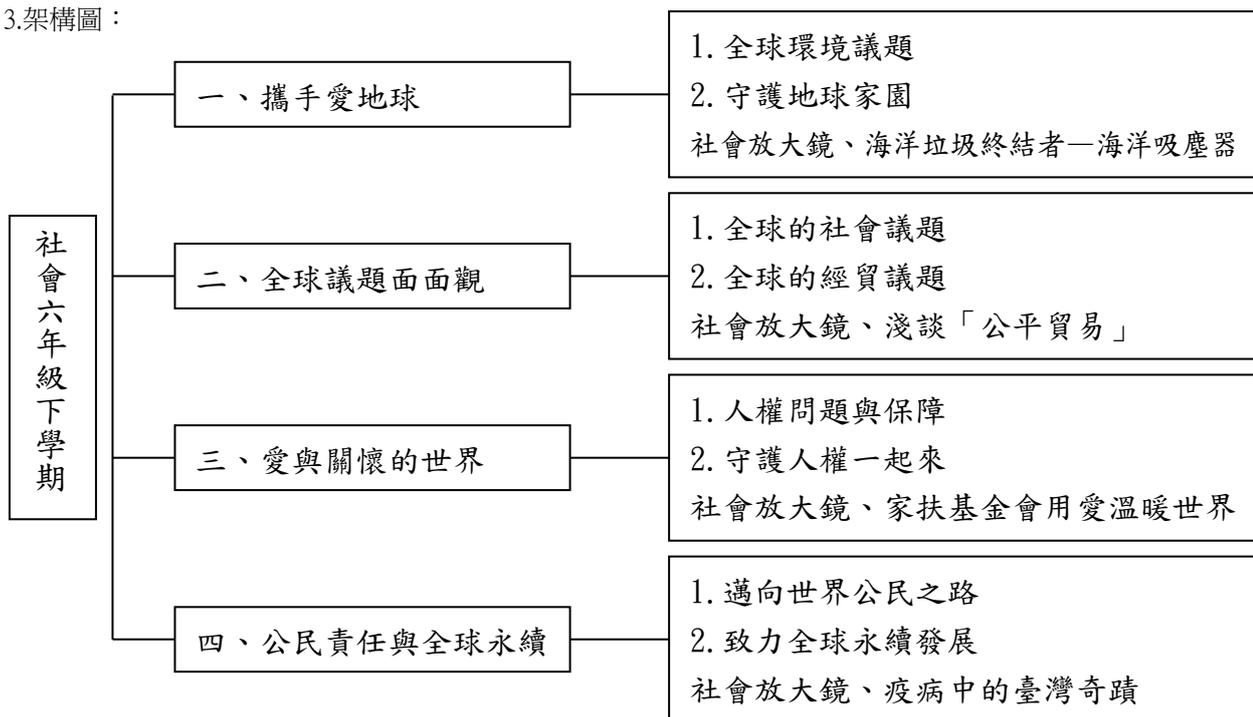 3.架構圖：
社會六年級下學期
一、攜手愛地球
1.全球環境議題
2.守護地球家園
社會放大鏡、海洋垃圾終結者—海洋吸塵器
二、全球議題面面觀
1.全球的社會議題
2.全球的經貿議題
社會放大鏡、淺談「公平貿易」
三、愛與關懷的世界
1.人權問題與保障
2.守護人權一起來
社會放大鏡、家扶基金會用愛溫暖世界
四、公民責任與全球永續
1.邁向世界公民之路
2.致力全球永續發展
社會放大鏡、疫病中的臺灣奇蹟